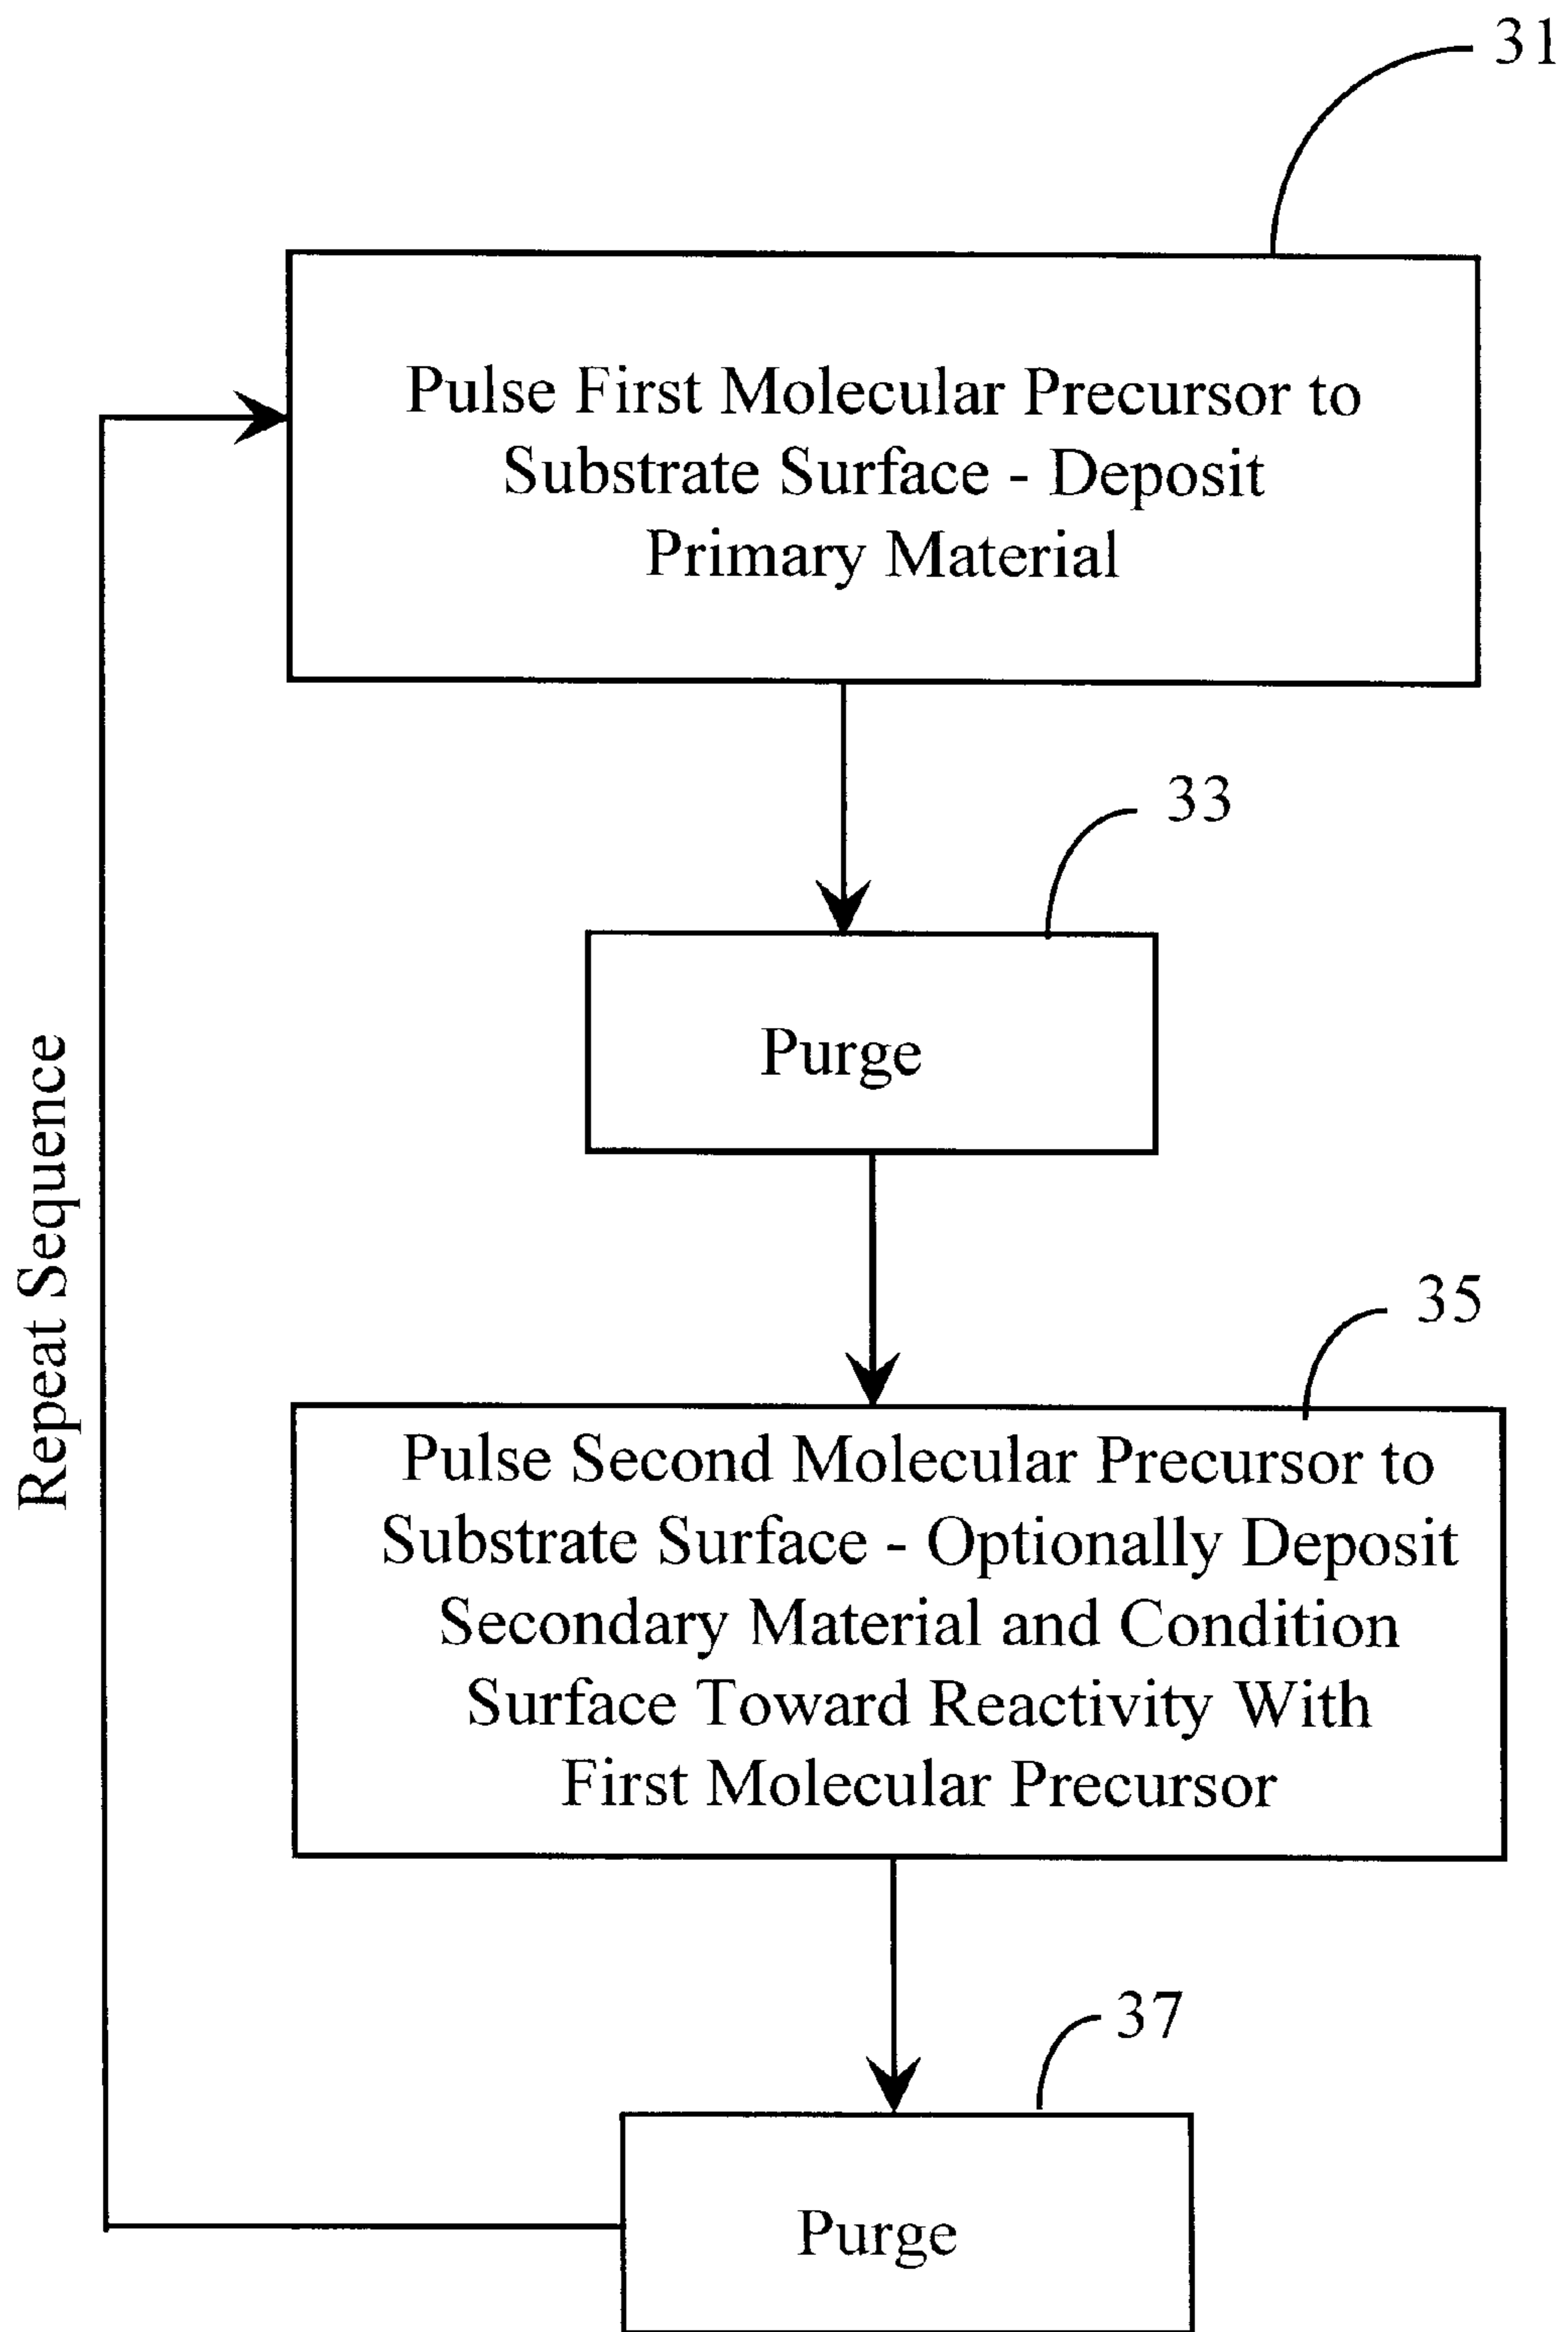 31
Pulse First Molecular Precursor to
Substrate Surface - Deposit
Primary Material
33
Purge
35
Pulse Second Molecular Precursor to
Substrate Surface - Optionally Deposit
Secondary Material and Condition
Surface Toward Reactivity With
First Molecular Precursor
37
Purge
Repeat Sequence